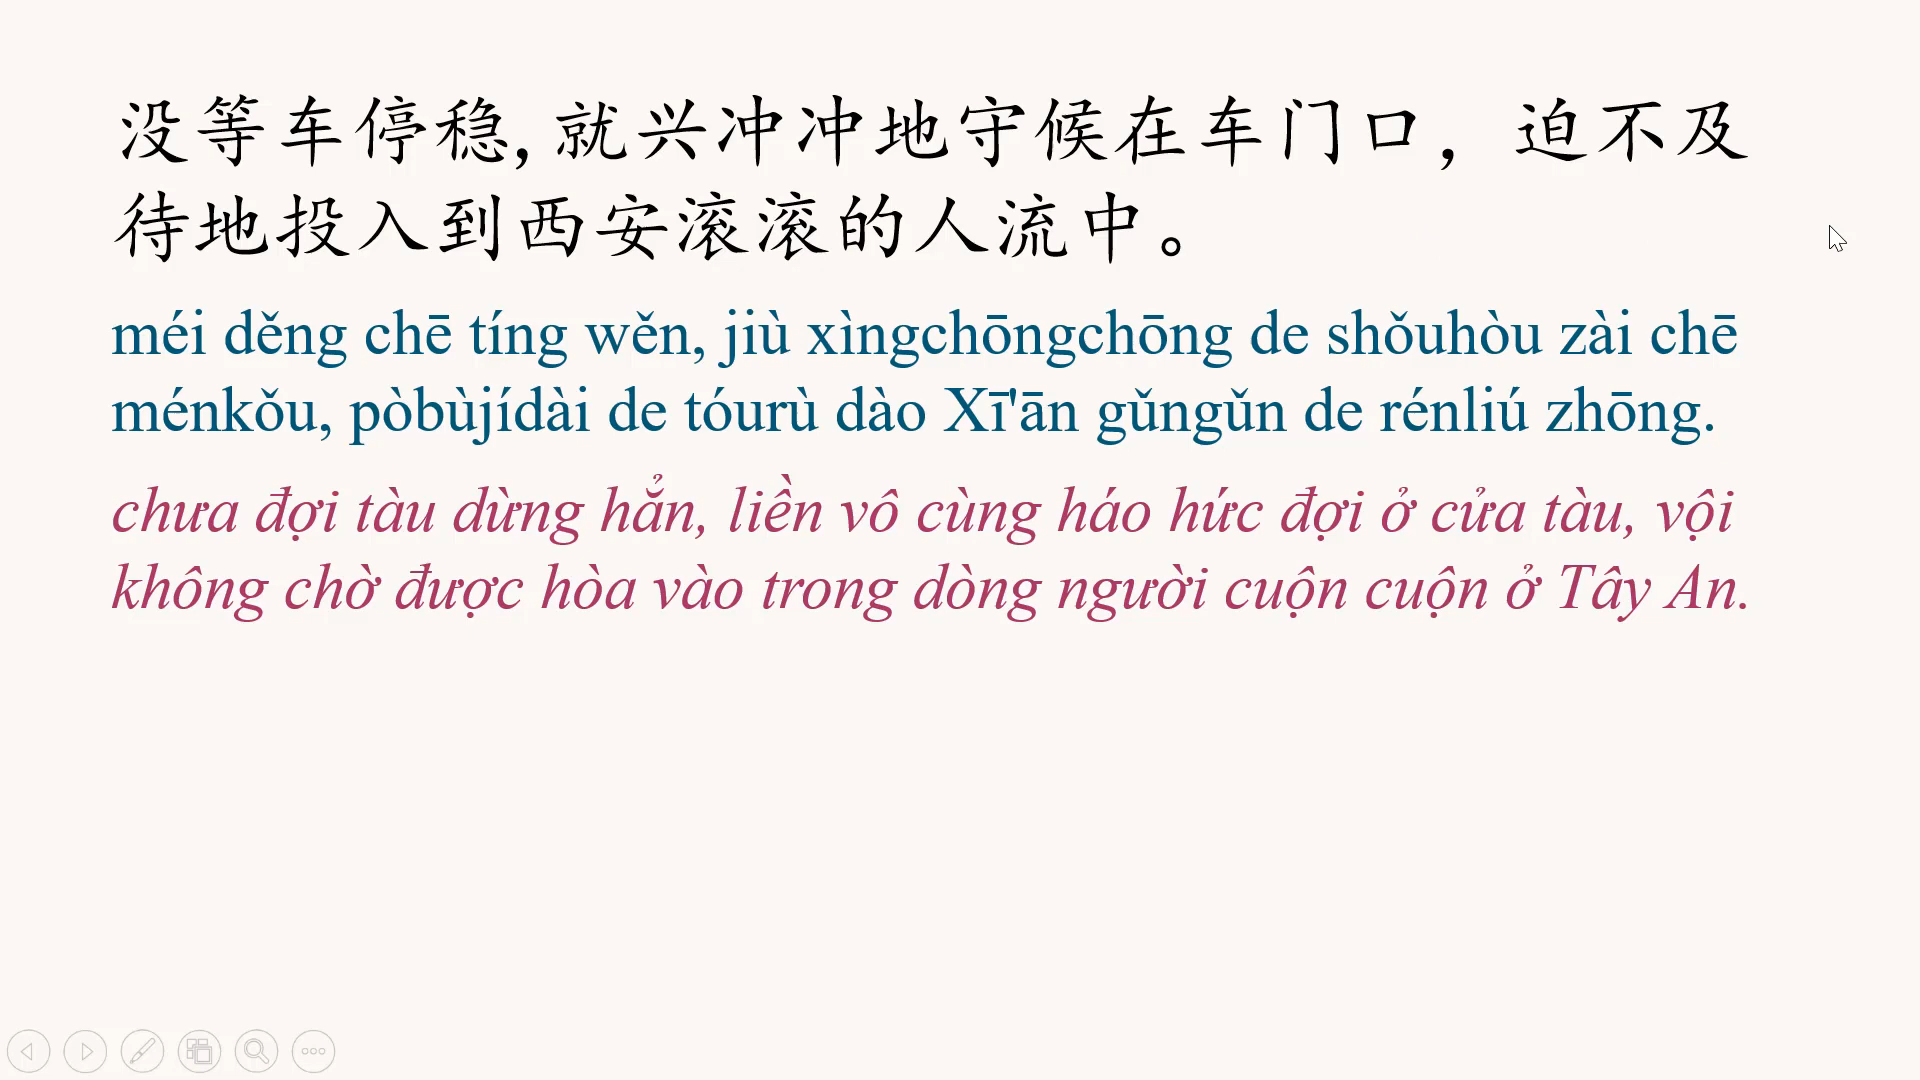 没等车停稳,就兴冲冲地守候在车门口，迫不及
待地投入到西安滚滚的人流中。
méi děng chē tíng wěn, jiù xìngchōngchōng de shǒuhòu zài chē
ménkǒu, pòbùjídài de tóurù dào Xī'ān gǔngǔn de rénliú zhōng.
chưa đợi tàu dừng hẳn, liền vô cùng háo hức đợi ở cửa tàu, vội
không chờ được hòa vào trong dòng người cuộn cuộn ở Tây An.